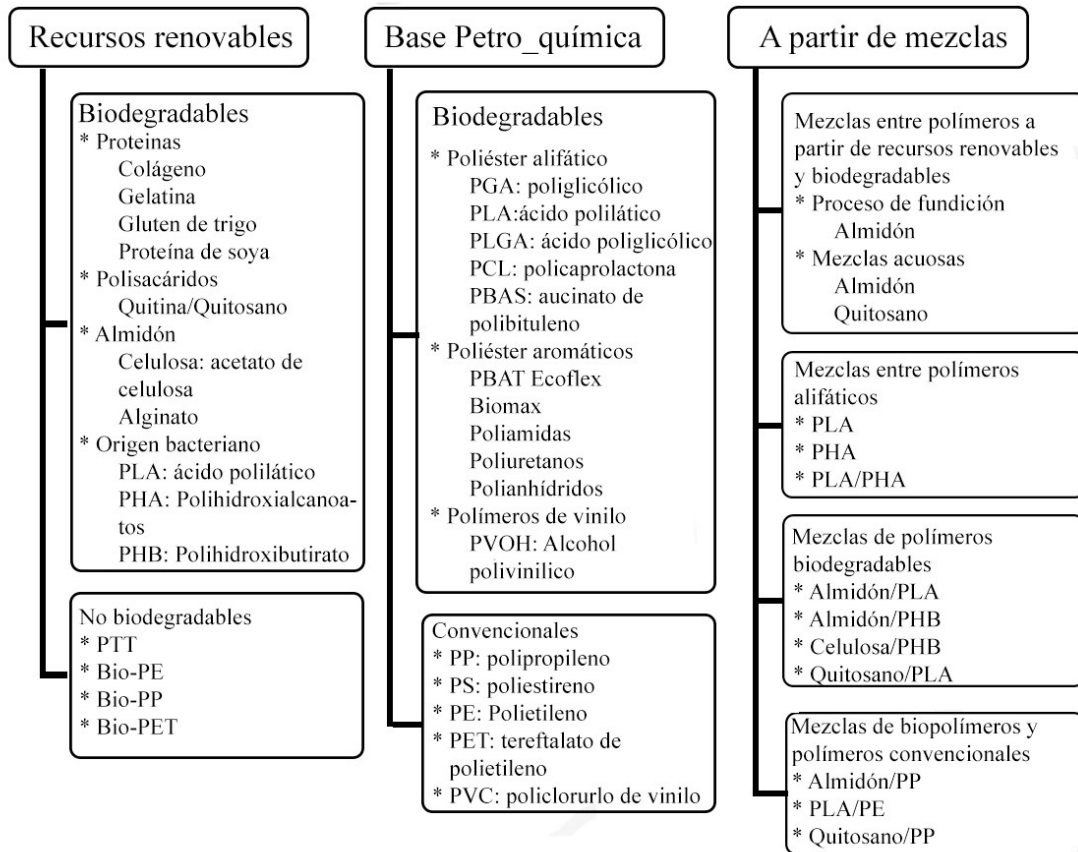 Recursos renovables
Biodegradables
* Proteinas
Colágeno
Gelatina
Gluten de trigo
Proteína de soya
* Polisacáridos
Quitina/Quitosano
* Almidón
Celulosa: acetato de
celulosa
Alginato
* Origen bacteriano
PLA: ácido polilático
PHA: Polihidroxialcanoa-
tos
PHB: Polihidroxibutirato
No biodegradables
* PTT
* Bio-PE
* Bio-PP
* Bio-PET
Base Petro_química
Biodegradables
* Poliéster alifático
PGA: poliglicólico
PLA:ácido polilático
PLGA: ácido poliglicólico
PCL: policaprolactona
PBAS: aucinato de
polibituleno
* Poliéster aromáticos
PBAT Ecoflex
Biomax
Poliamidas
Poliuretanos
Polianhídridos
* Polímeros de vinilo
PVOH: Alcohol
polivinilico
Convencionales
* PP: polipropileno
* PS: poliestireno
* PE: Polietileno
* PET: tereftalato de
polietileno
* PVC: policlorurlo de vinilo
A partir de mezclas
Mezclas entre polímeros a
partir de recursos renovables
y biodegradables
* Proceso de fundición
Almidón
* Mezclas acuosas
Almidón
Quitosano
Mezclas entre polímeros
alifáticos
* PLA
* PHA
* PLA/PHA
Mezclas de polímeros
biodegradables
* Almidón/PLA
* Almidón/PHB
* Celulosa/PHB
* Quitosano/PLA
Mezclas de biopolímeros y
polímeros convencionales
* Almidón/PP
* PLA/PE
* Quitosano/PP